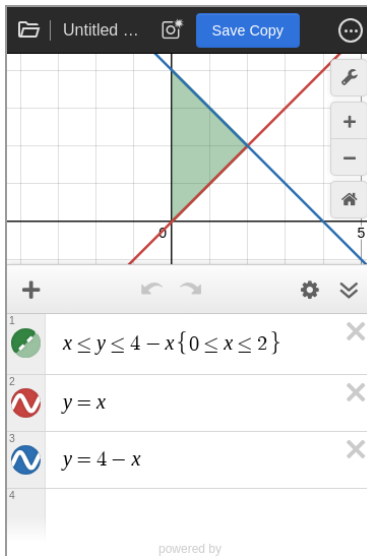 Untitled ...
Save Copy
0
5
1
x ≤ y ≤ 4 − x{0 ≤ x ≤ 2}
2
y = x
3
y = 4 − x
4
powered by